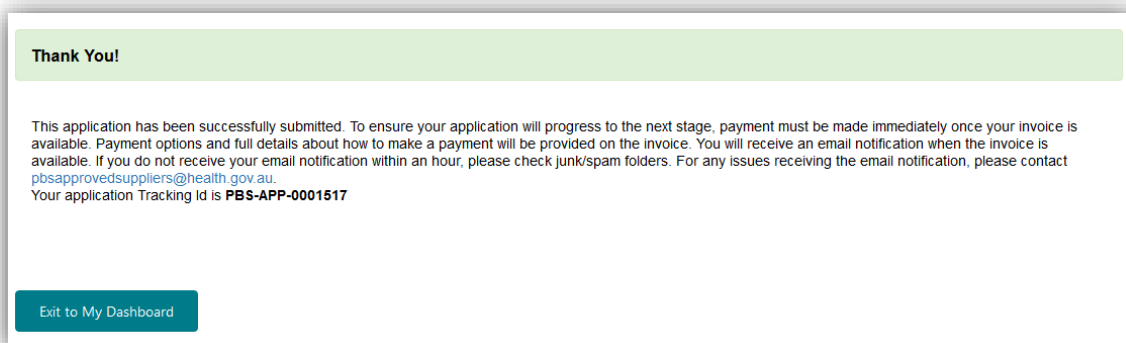 Thank You!
This application has been successfully submitted. To ensure your application will progress to the next stage, payment must be made immediately once your invoice is
available. Payment options and full details about how to make a payment will be provided on the invoice. You will receive an email notification when the invoice is
available. If you do not receive your email notification within an hour, please check junk/spam folders. For any issues receiving the email notification, please contact
pbsapprovedsuppliers@health.gov.au.
Your application Tracking Id is PBS-APP-0001517
Exit to My Dashboard